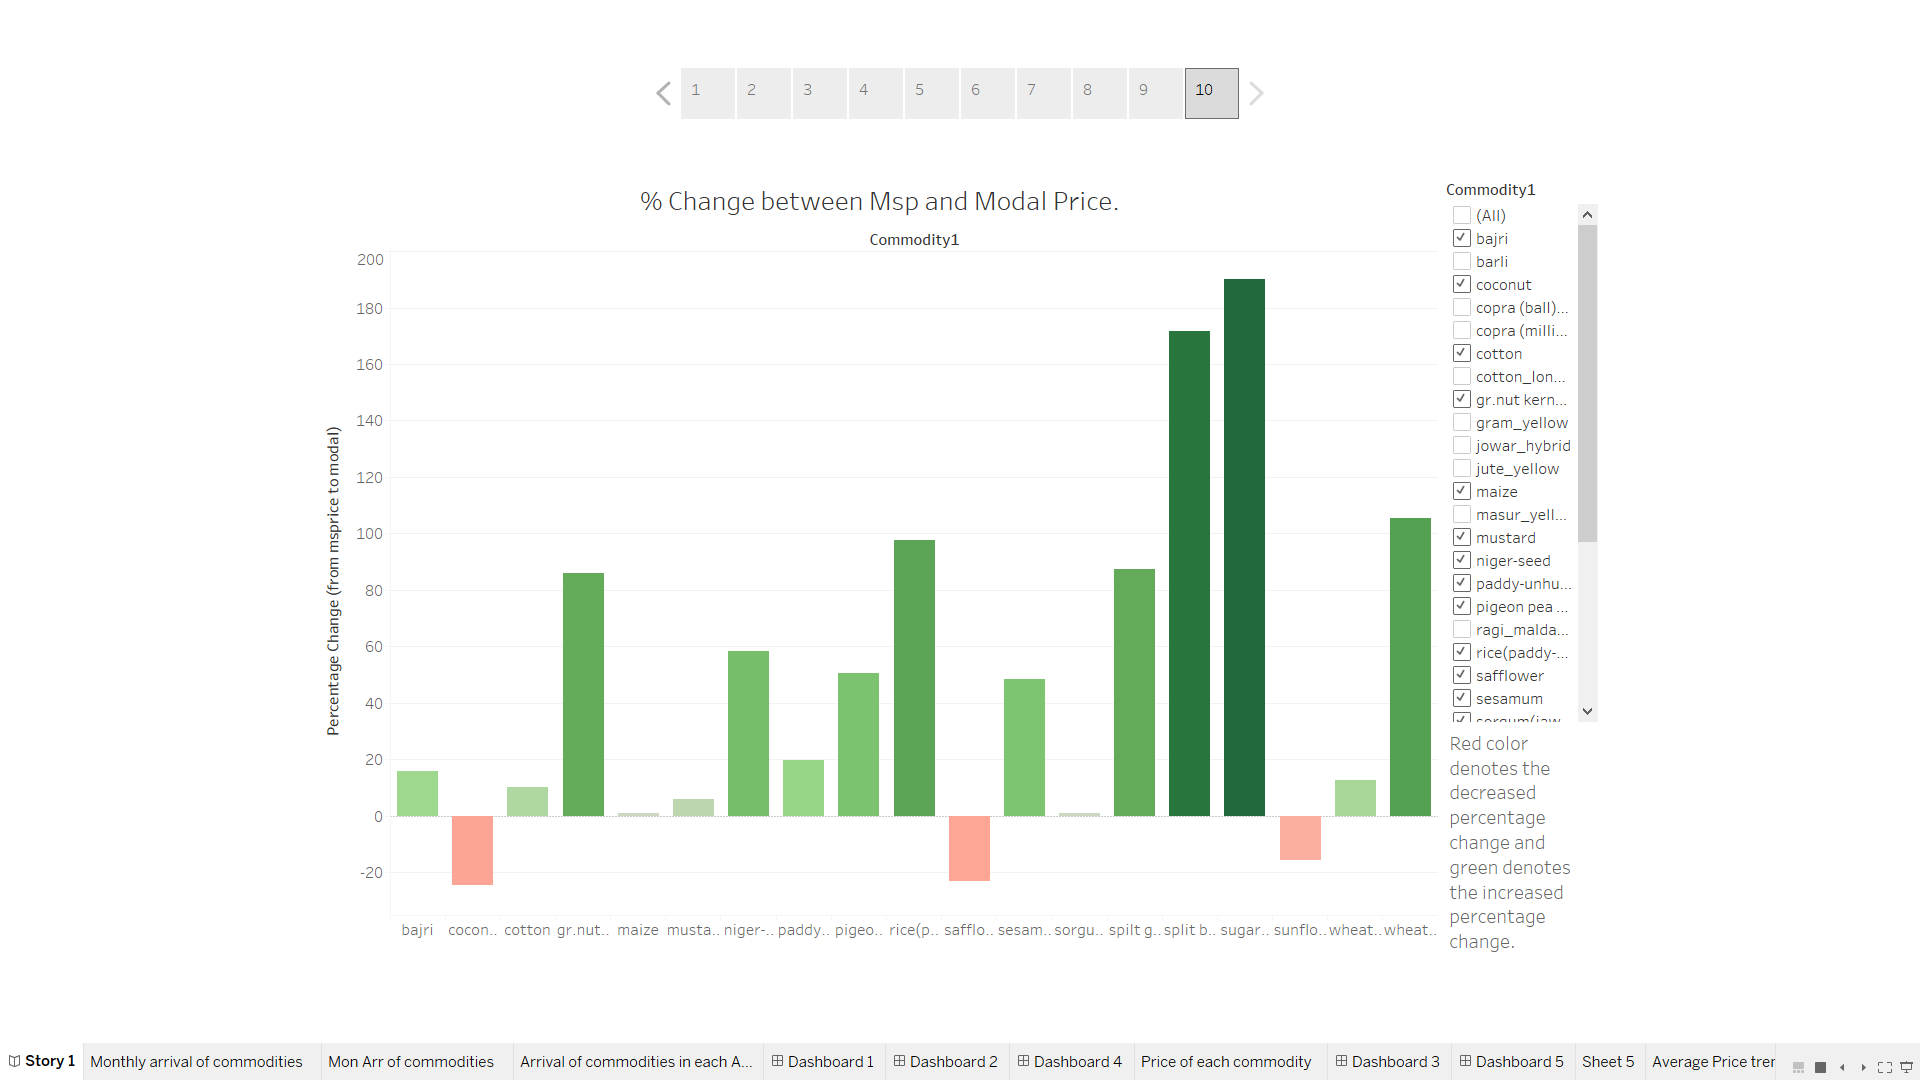 1 2 3 4 5 6 7 8 9 10
% Change between Msp and Modal Price.
Commodity1
Percentage Change (from msprice to modal)
200
180
160
140
120
100
80
60
40
20
0
-20
bajri cocon.. cotton gr.nut.. maize musta.. niger-.. paddy.. pigeo.. rice(p.. safflo.. sesam.. sorgu.. spilt g.. split b.. sugar.. sunflo.. wheat.. wheat..
Commodity1
(All)
bajri
barli
coconut
copra (ball)...
copra (milli...
cotton
cotton_lon...
gr.nut kern...
gram_yellow
jowar_hybrid
jute_yellow
maize
masur_yell...
mustard
niger-seed
paddy-unhu...
pigeon pea ...
ragi_malda...
rice(paddy-...
safflower
sesamum
sorgum(jaw...
Red color
denotes the
decreased
percentage
change and
green denotes
the increased
percentage
change.
Story 1 Monthly arrival of commodities Mon Arr of commodities Arrival of commodities in each A... Dashboard 1 Dashboard 2 Dashboard 4 Price of each commodity Dashboard 3 Dashboard 5 Sheet 5 Average Price trer